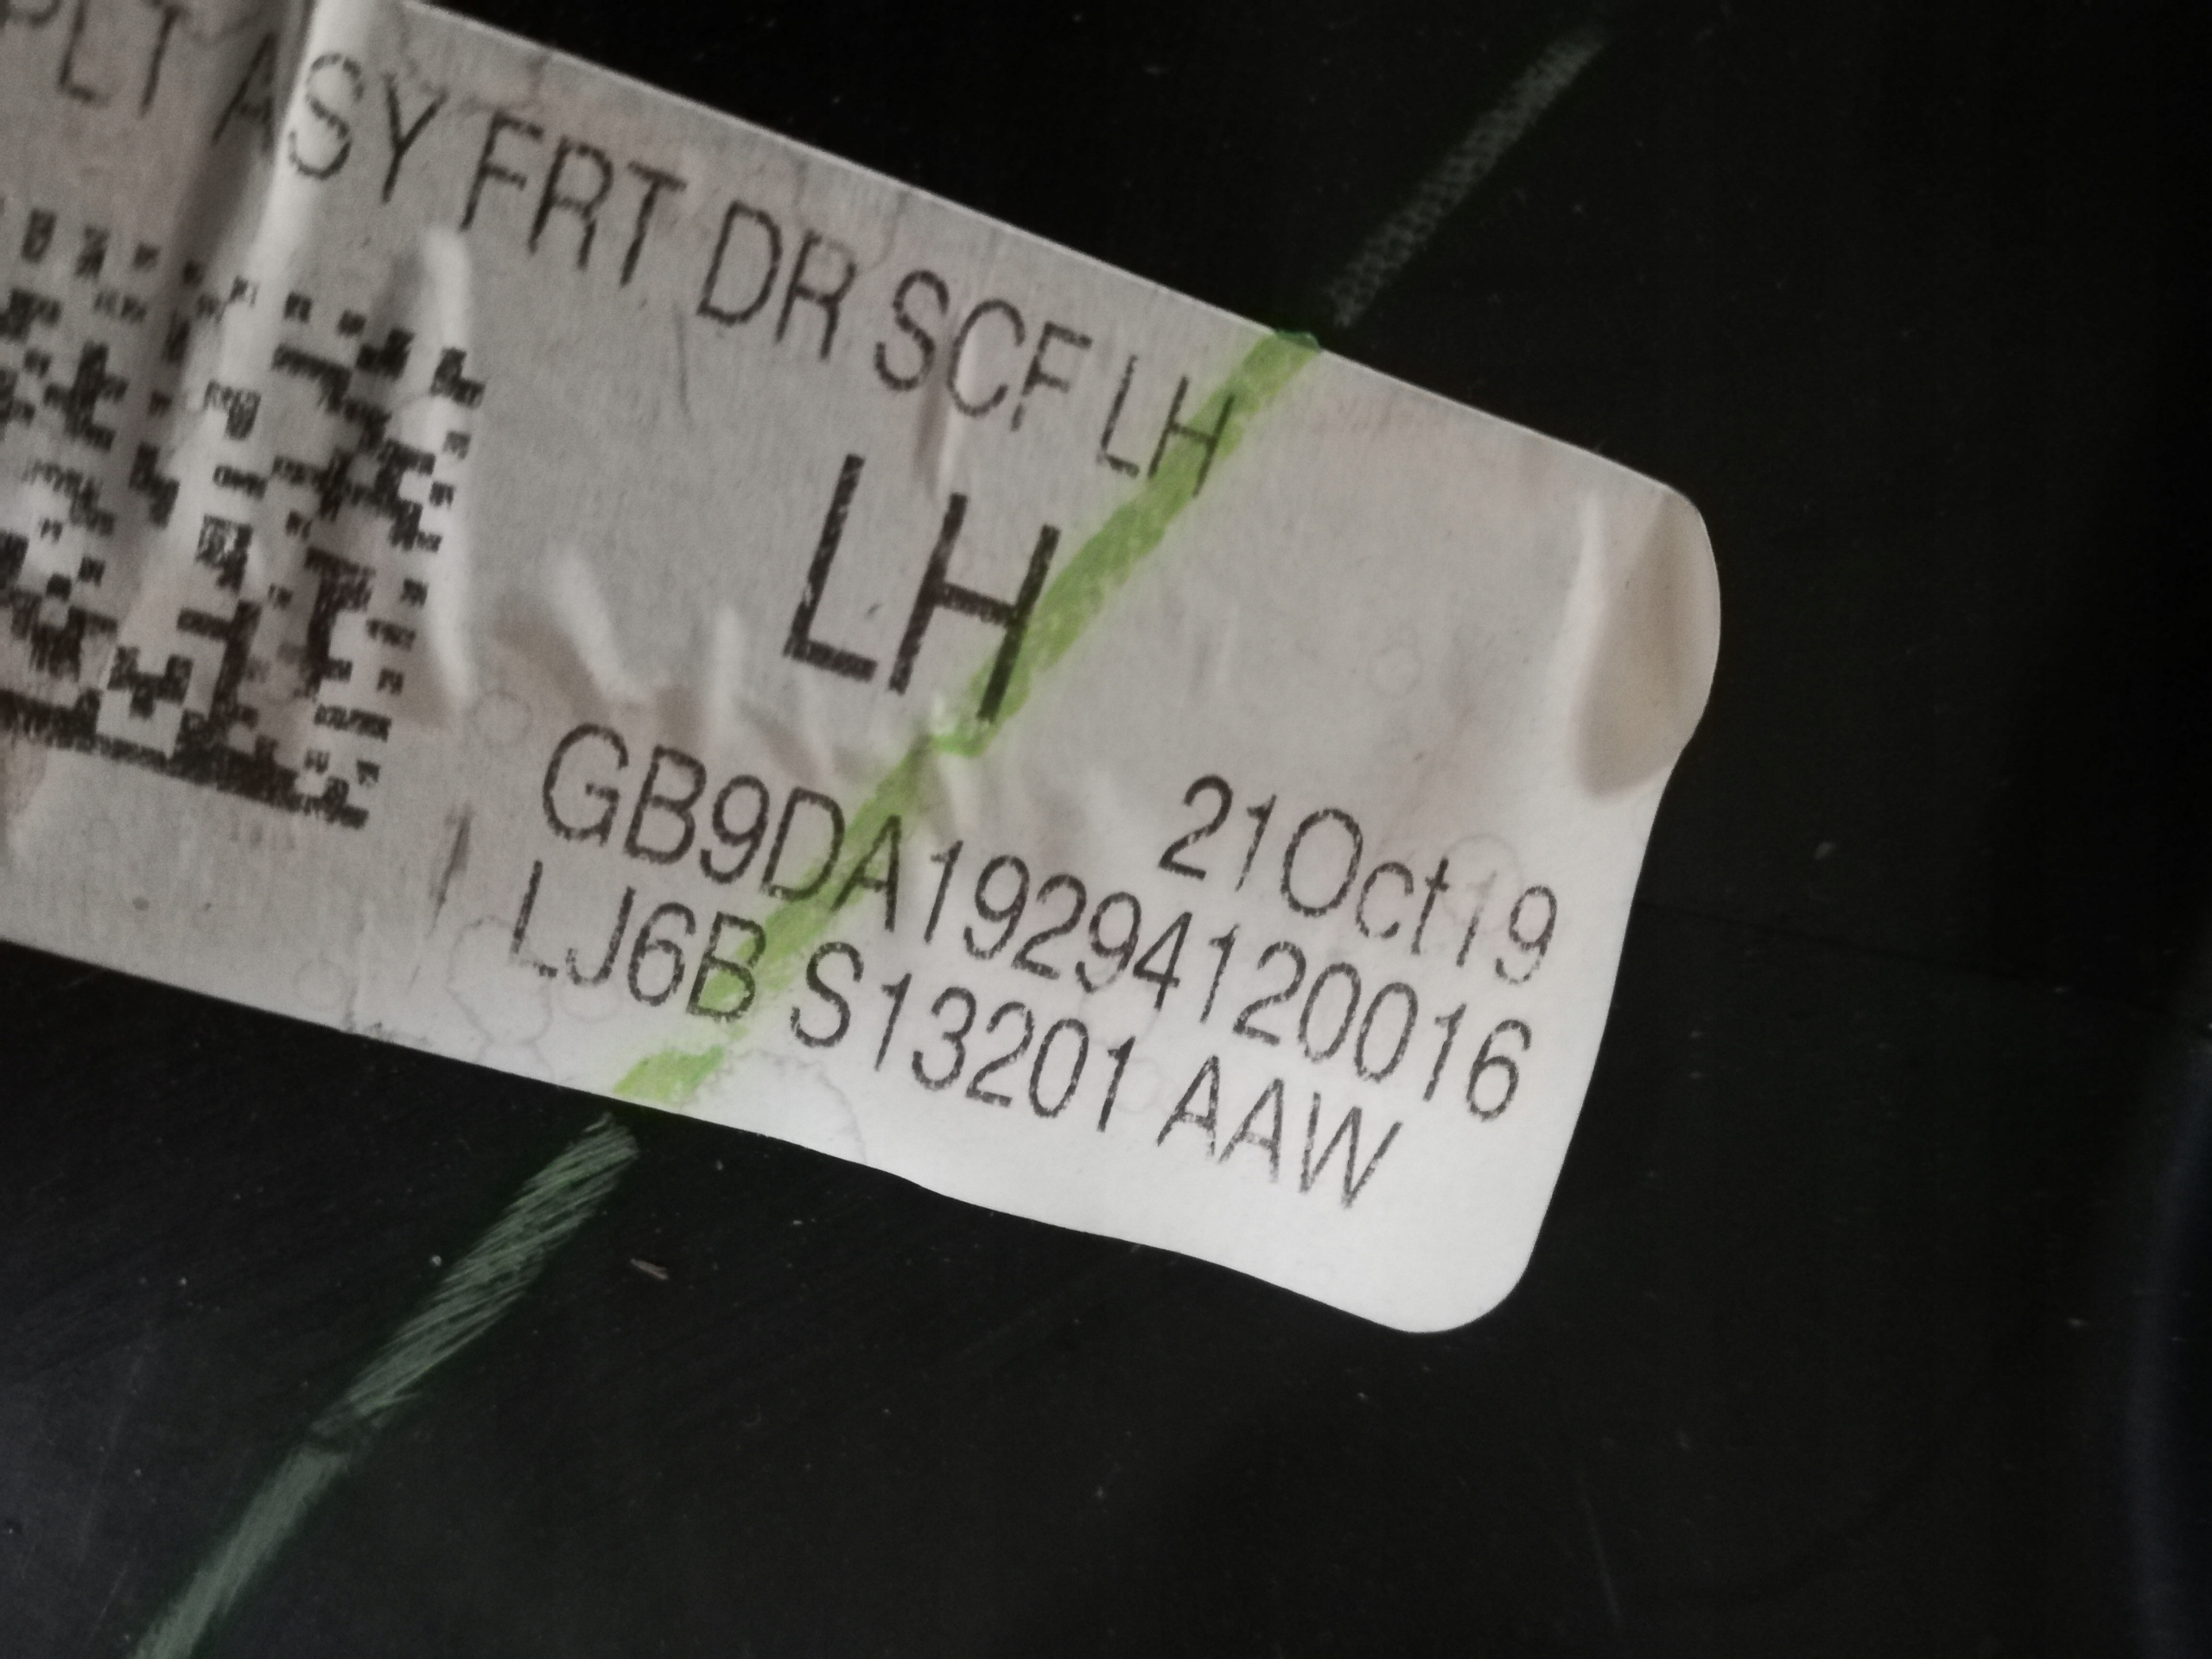 PLT ASY FRT DR SCF LH
LH
21Oct19
GB9DA19294120016
LJ6B S13201 AAW